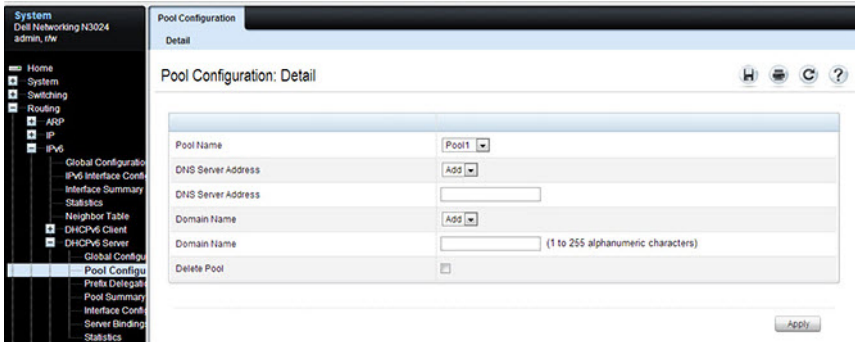 System
Dell Networking N3024
admin, r/w
Home
System
Switching
Routing
ARP
IP
IPv6
Global Configuratio
IPv6 Interface Confi
Interface Summary
Statistics
Neighbor Table
DHCPv6 Client
DHCPv6 Server
Global Configu
Pool Configu
Prefix Delegati
Pool Summary
Interface Confi
Server Bindings
Statistics
Pool Configuration
Detail
Pool Configuration: Detail
?
Pool Name
Pool1
DNS Server Address
Add
DNS Server Address
Domain Name
Add
Domain Name
(1 to 255 alphanumeric characters)
Delete Pool
Apply